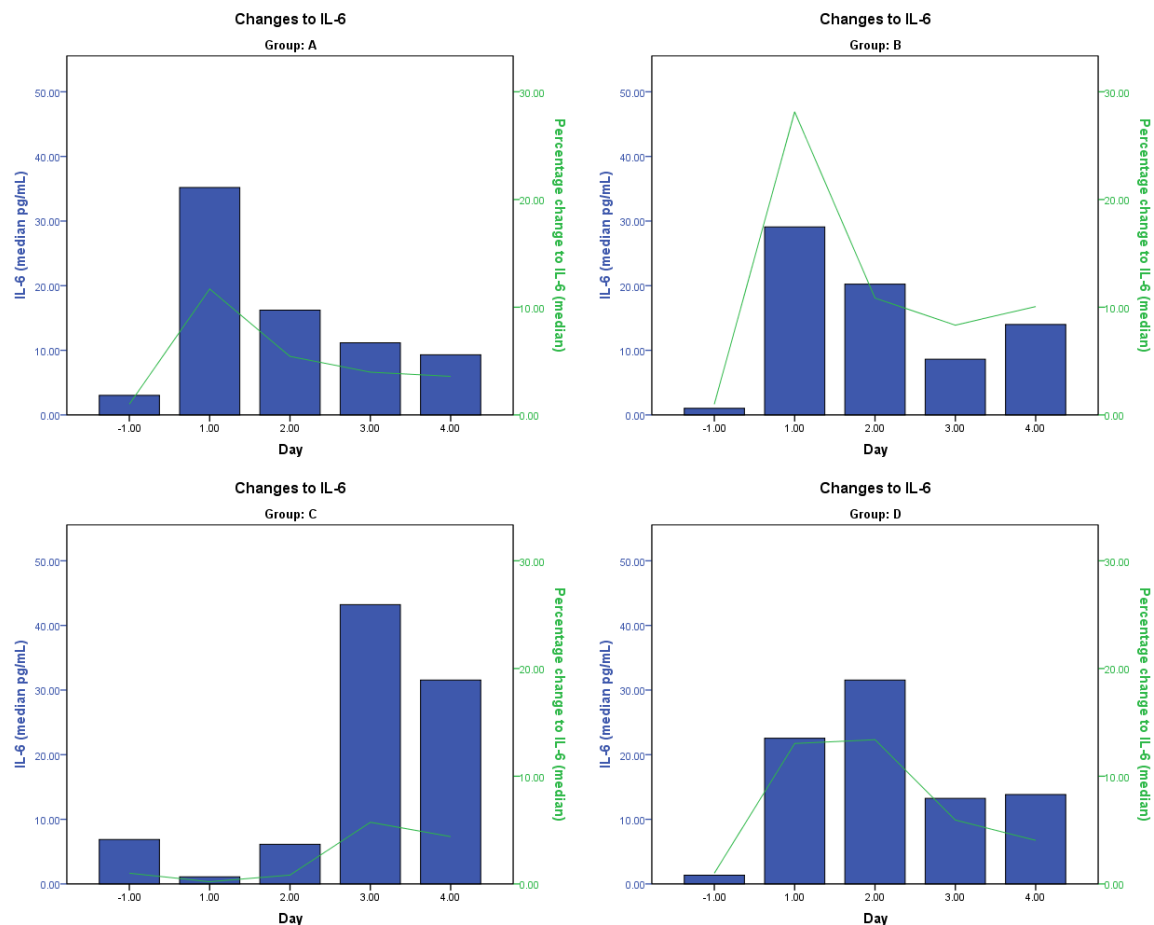 Changes to IL-6
Group: A
50.00
40.00
30.00
20.00
10.00
0.00
IL-6 (median pg/mL)
30.00
20.00
10.00
0.00
Percentage change to IL-6 (median)
-1.00 1.00 2.00 3.00 4.00
Day
Changes to IL-6
Group: B
50.00
40.00
30.00
20.00
10.00
0.00
IL-6 (median pg/mL)
30.00
20.00
10.00
0.00
Percentage change to IL-6 (median)
-1.00 1.00 2.00 3.00 4.00
Day
Changes to IL-6
Group: C
50.00
40.00
30.00
20.00
10.00
0.00
IL-6 (median pg/mL)
30.00
20.00
10.00
0.00
Percentage change to IL-6 (median)
-1.00 1.00 2.00 3.00 4.00
Day
Changes to IL-6
Group: D
50.00
40.00
30.00
20.00
10.00
0.00
IL-6 (median pg/mL)
30.00
20.00
10.00
0.00
Percentage change to IL-6 (median)
-1.00 1.00 2.00 3.00 4.00
Day